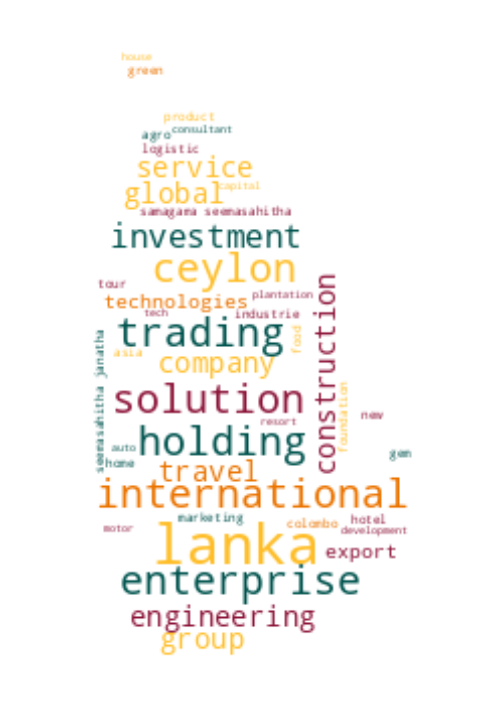 house
green
product
consultant
agro
logistic
service
capital
global
samagama seemasahitha
investment
ceylon
tour
plantation
technologies
tech
industrie
construction
trading
food
asia
company
seemasahitha janatha
solution
foundation
new
resort
holding
auto
gem
home
travel
international
marketing
hotel
colombo
motor
development
lanka
export
enterprise
engineering
group